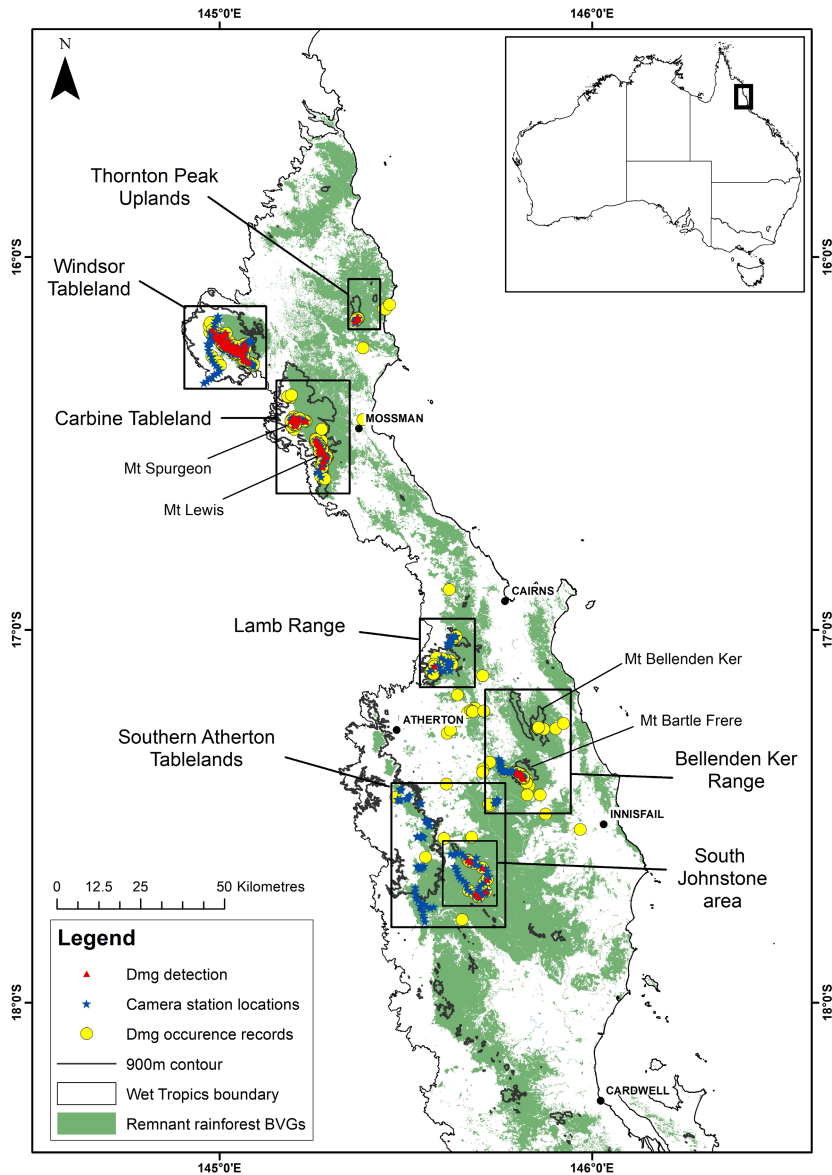 145°0'E
146°0'E
N
Thornton Peak
Uplands
16°0'S
16°0'S
Windsor
Tableland
Carbine Tableland
MOSSMAN
Mt Spurgeon
Mt Lewis
CAIRNS
17°0'S
17°0'S
Lamb Range
Mt Bellenden Ker
ATHERTON
Mt Bartle Frere
Southern Atherton
Tablelands
Bellenden Ker
Range
INNISFAIL
South
Johnstone
area
0 12.5 25 50 Kilometres
Legend
Dmg detection
Camera station locations
Dmg occurence records
900m contour
Wet Tropics boundary
Remnant rainforest BVGs
18°0'S
18°0'S
CARDWELL
145°0'E
146°0'E